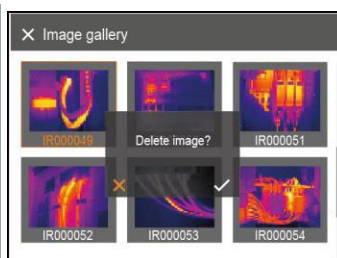 Image gallery
IR000049
Delete image?
IR000051
IR000052
IR000053
IR000054